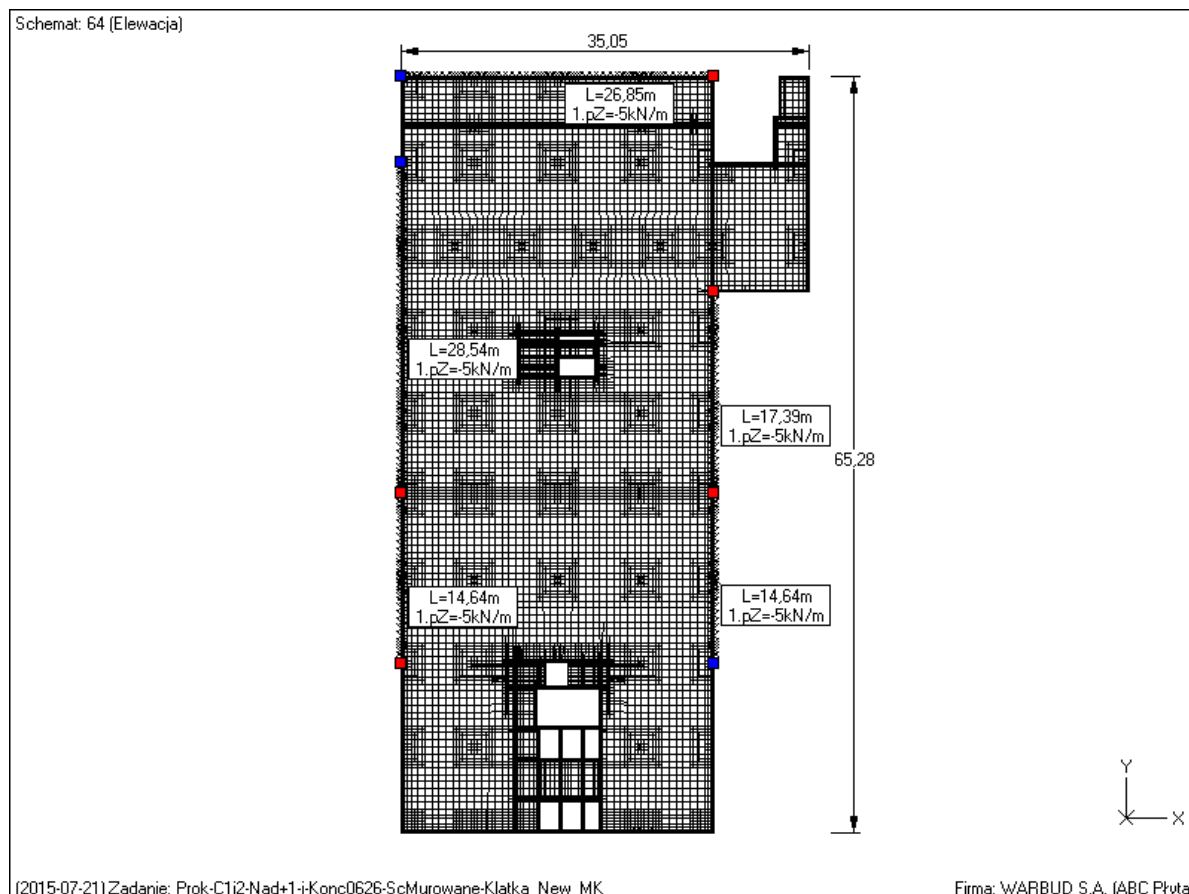 Schemat: 64 (Elewacja)
35,05
L=26,85m
1.pZ=-5kN/m
L=28,54m
1.pZ=-5kN/m
L=17,39m
1.pZ=-5kN/m
65,28
L=14,64m
1.pZ=-5kN/m
L=14,64m
1.pZ=-5kN/m
Y
X
(2015-07-21) Zadanie: Prok-C1i2-Nad+1-i-Konc0626-ScMurowane-Klatka_New_MK
Firma: WARBUD S.A. (ABC Płyta